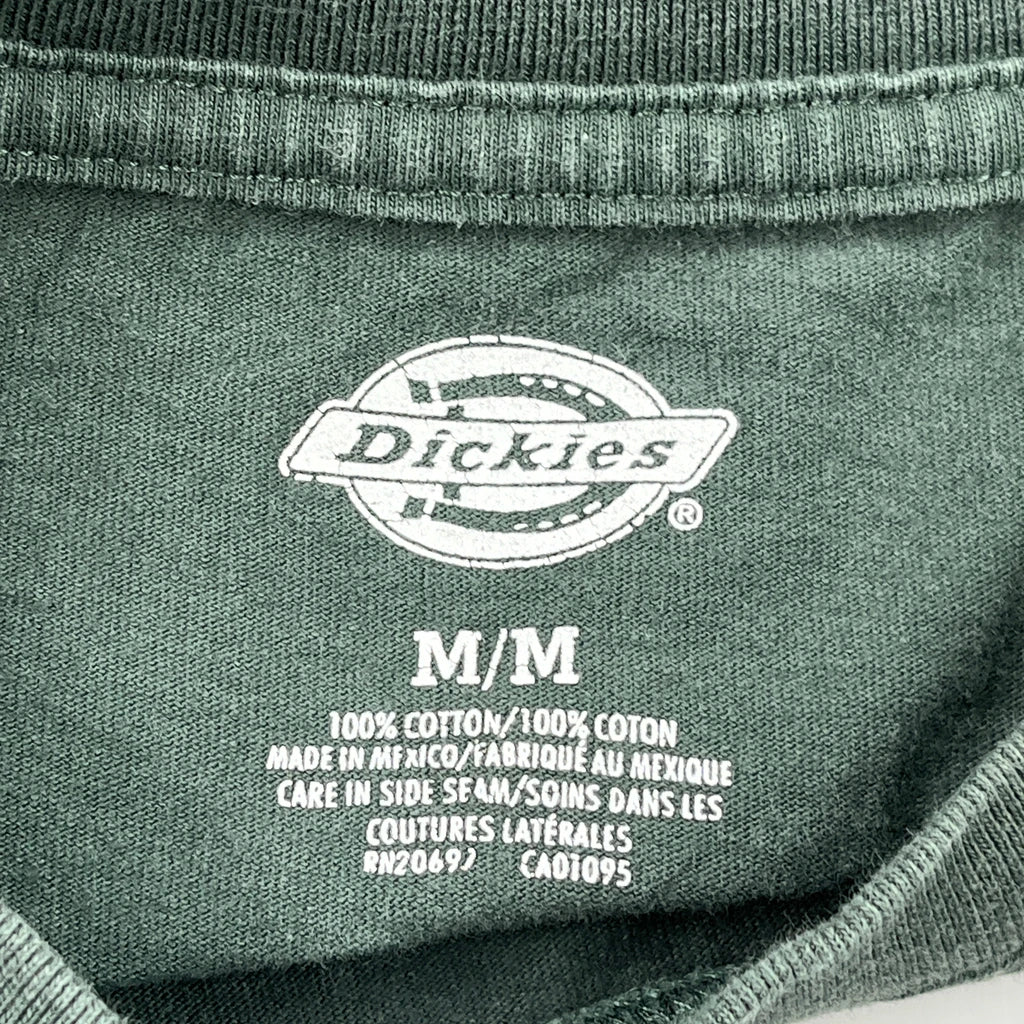 Dickies
®
M/M
100% COTTON/100% COTON
MADE IN MEXICO/FABRIQUÉ AU MEXIQUE
CARE IN SIDE SEAM/SOINS DANS LES
COUTURES LATÉRALES
RN20697 CA01095